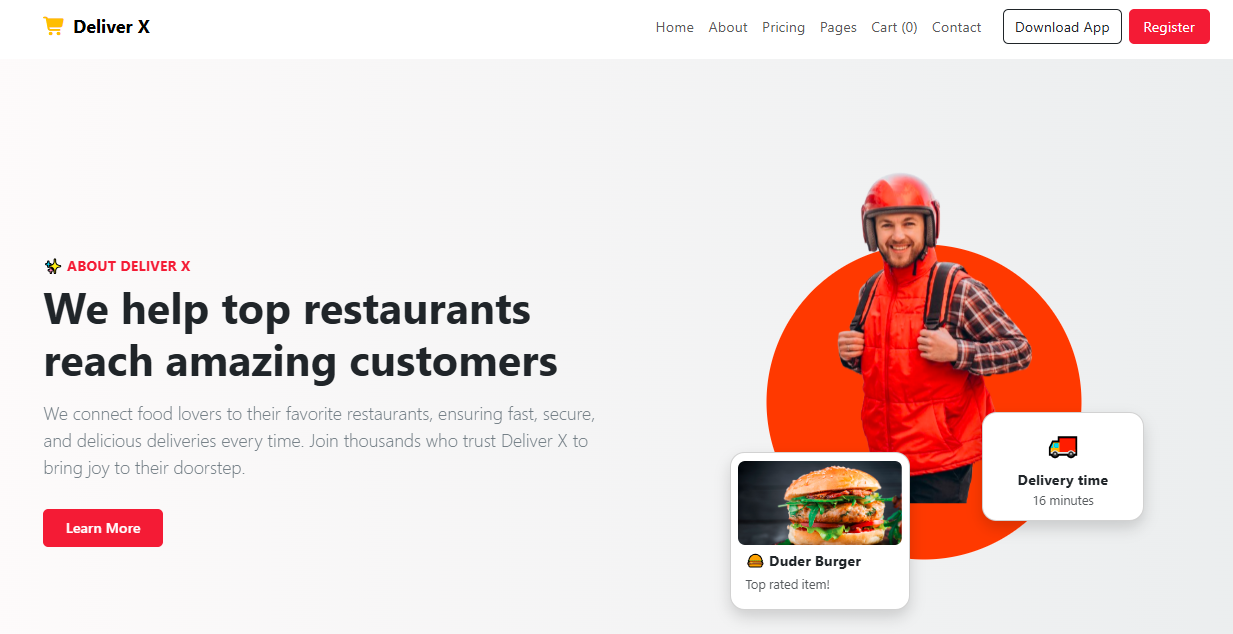 Deliver X
Home About Pricing Pages Cart (0) Contact Download App Register
ABOUT DELIVER X
We help top restaurants
reach amazing customers
We connect food lovers to their favorite restaurants, ensuring fast, secure,
and delicious deliveries every time. Join thousands who trust Deliver X to
bring joy to their doorstep.
Learn More
Delivery time
16 minutes
Duder Burger
Top rated item!